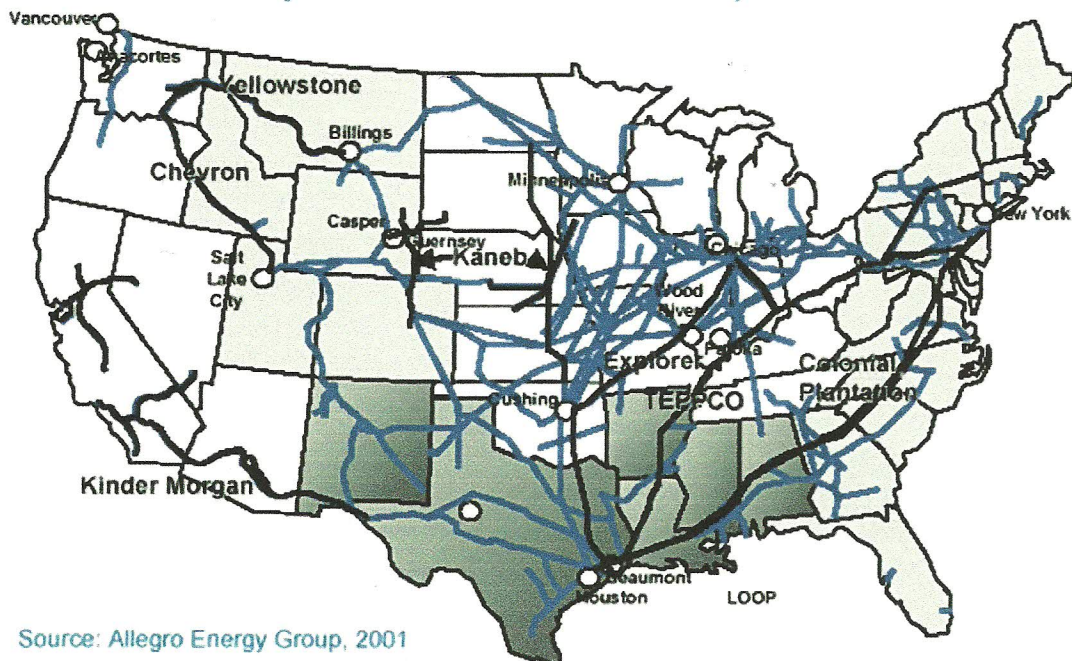 Vancouver
Anacortes
Yellowstone
Billings
Chevron
Minneapolis
Casper
Guernsey
New York
Salt
Lake
City
Kaneb
Chicago
Wood
River
Explorer
Patoka
Colonial
Plantation
Cushing
TEPPCO
Kinder Morgan
Beaumont
Houston
LOOP
Source: Allegro Energy Group, 2001